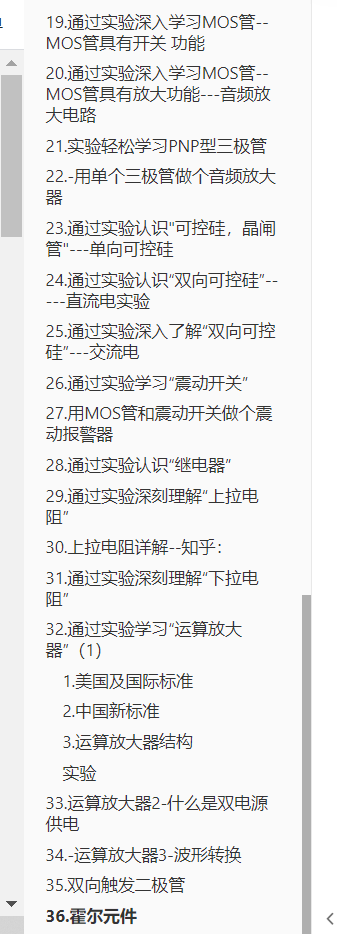 19.通过实验深入学习MOS管--
MOS管具有开关 功能
20.通过实验深入学习MOS管--
MOS管具有放大功能---音频放
大电路
21.实验轻松学习PNP型三极管
22.-用单个三极管做个音频放大
器
23.通过实验认识"可控硅，晶闸
管"---单向可控硅
24.通过实验认识“双向可控硅”--
---直流电实验
25.通过实验深入了解“双向可控
硅”---交流电
26.通过实验学习“震动开关”
27.用MOS管和震动开关做个震
动报警器
28.通过实验认识“继电器”
29.通过实验深刻理解“上拉电
阻”
30.上拉电阻详解--知乎：
31.通过实验深刻理解“下拉电
阻”
32.通过实验学习“运算放大
器”（1）
1.美国及国际标准
2.中国新标准
3.运算放大器结构
实验
33.运算放大器2-什么是双电源
供电
34.-运算放大器3-波形转换
35.双向触发二极管
36.霍尔元件